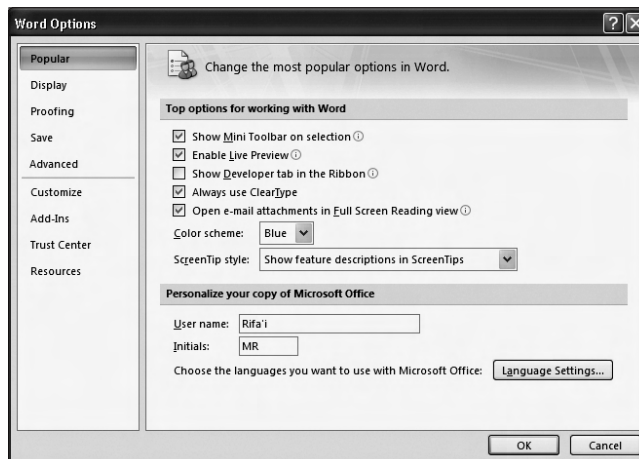 Word Options
Popular
Display
Proofing
Save
Advanced
Customize
Add-Ins
Trust Center
Resources
Change the most popular options in Word.
Top options for working with Word
Show Mini Toolbar on selection
Enable Live Preview
Show Developer tab in the Ribbon
Always use ClearType
Open e-mail attachments in Full Screen Reading view
Color scheme: Blue
ScreenTip style: Show feature descriptions in ScreenTips
Personalize your copy of Microsoft Office
User name: Rifa'i
Initials: MR
Choose the languages you want to use with Microsoft Office: Language Settings...
OK Cancel